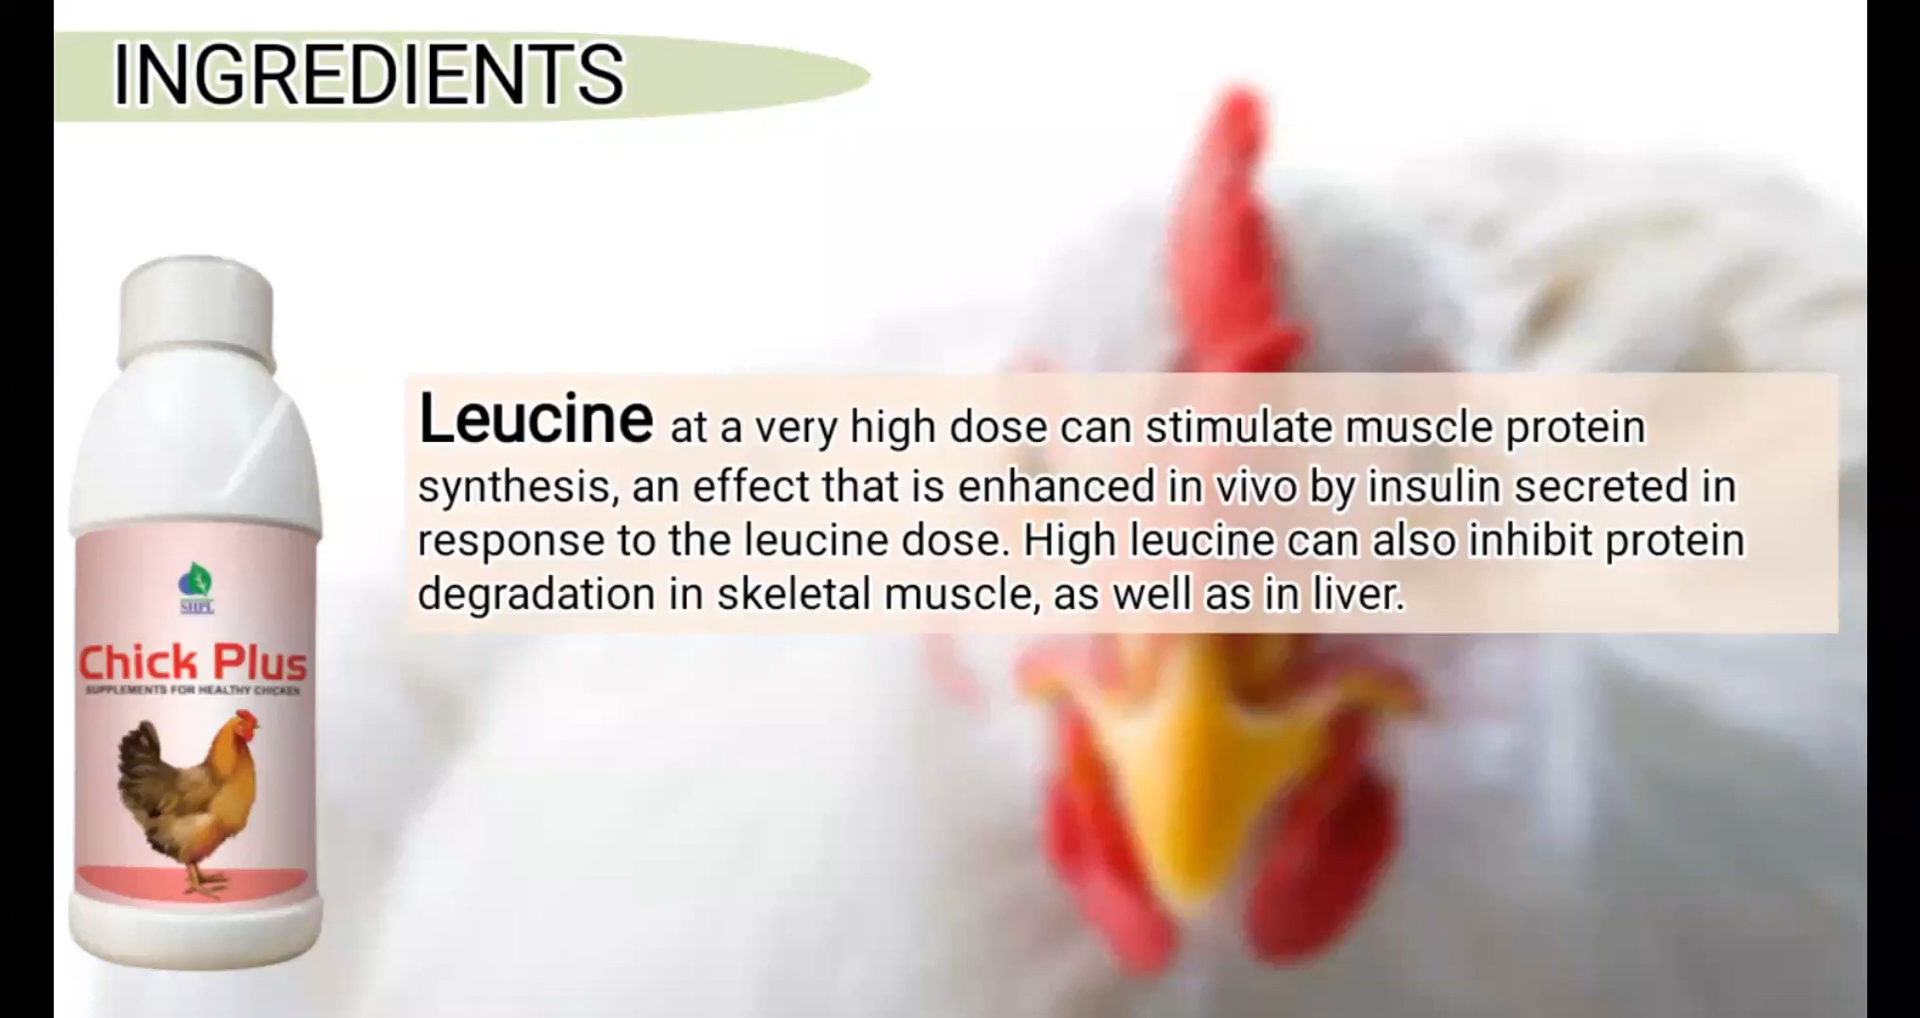 INGREDIENTS
Leucine at a very high dose can stimulate muscle protein
synthesis, an effect that is enhanced in vivo by insulin secreted in
response to the leucine dose. High leucine can also inhibit protein
degradation in skeletal muscle, as well as in liver.
SHPL
Chick Plus
SUPPLEMENTS FOR HEALTHY CHICKEN